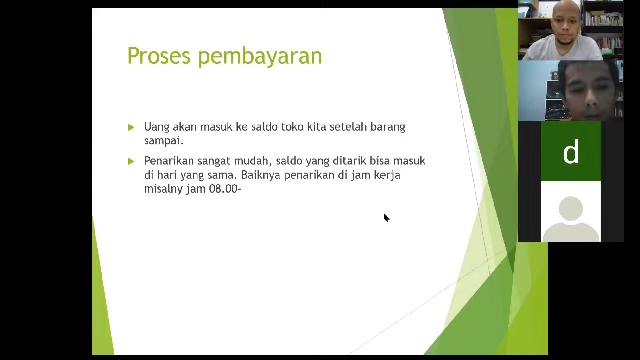 Proses pembayaran
Uang akan masuk ke saldo toko kita setelah barang
sampai.
Penarikan sangat mudah, saldo yang ditarik bisa masuk
di hari yang sama. Baiknya penarikan di jam kerja
misalny jam 08.00-
d